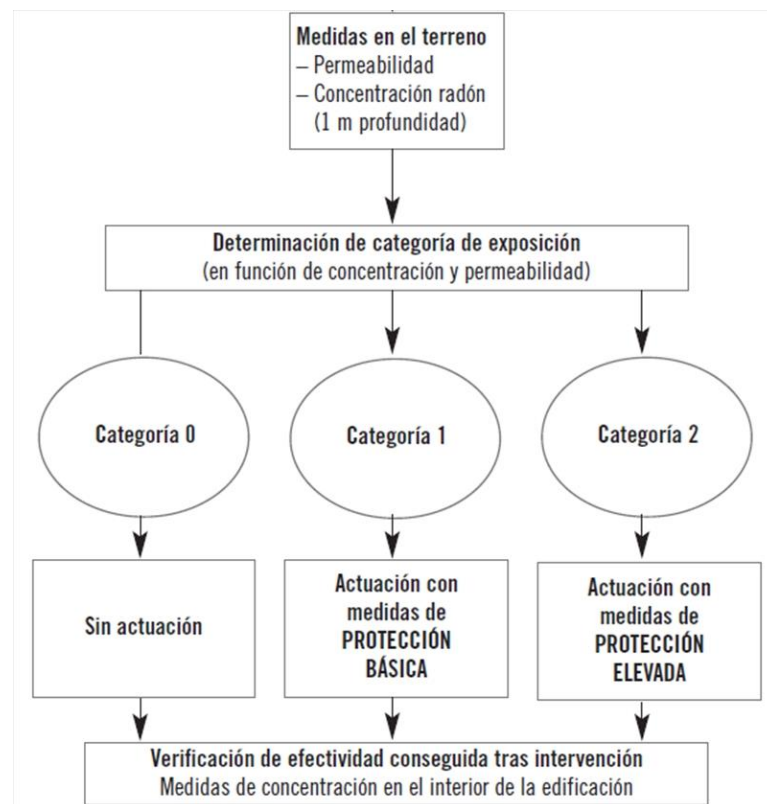 Medidas en el terreno
– Permeabilidad
– Concentración radón
(1 m profundidad)
Determinación de categoría de exposición
(en función de concentración y permeabilidad)
Categoría 0
Categoría 1
Categoría 2
Sin actuación
Actuación con
medidas de
PROTECCIÓN
BÁSICA
Actuación con
medidas de
PROTECCIÓN
ELEVADA
Verificación de efectividad conseguida tras intervención
Medidas de concentración en el interior de la edificación